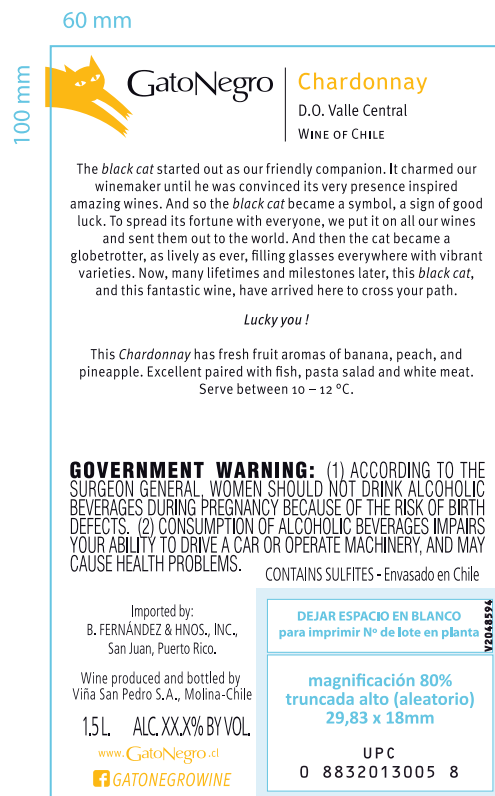 60 mm
100 mm
GatoNegro
Chardonnay
D.O. Valle Central
WINE OF CHILE
The black cat started out as our friendly companion. It charmed our
winemaker until he was convinced its very presence inspired
amazing wines. And so the black cat became a symbol, a sign of good
luck. To spread its fortune with everyone, we put it on all our wines
and sent them out to the world. And then the cat became a
globetrotter, as lively as ever, filling glasses everywhere with vibrant
varieties. Now, many lifetimes and milestones later, this black cat,
and this fantastic wine, have arrived here to cross your path.
Lucky you !
This Chardonnay has fresh fruit aromas of banana, peach, and
pineapple. Excellent paired with fish, pasta salad and white meat.
Serve between 10 – 12 °C.
GOVERNMENT WARNING: (1) ACCORDING TO THE
SURGEON GENERAL, WOMEN SHOULD NOT DRINK ALCOHOLIC
BEVERAGES DURING PREGNANCY BECAUSE OF THE RISK OF BIRTH
DEFECTS. (2) CONSUMPTION OF ALCOHOLIC BEVERAGES IMPAIRS
YOUR ABILITY TO DRIVE A CAR OR OPERATE MACHINERY, AND MAY
CAUSE HEALTH PROBLEMS.
CONTAINS SULFITES - Envasado en Chile
Imported by:
B. FERNÁNDEZ & HNOS., INC.,
San Juan, Puerto Rico.
Wine produced and bottled by
Viña San Pedro S.A., Molina-Chile
1.5 L. ALC. XX.X% BY VOL.
www.GatoNegro.cl
GATONEGROWINE
DEJAR ESPACIO EN BLANCO
para imprimir Nº de lote en planta
V2048594
magnificación 80%
truncada alto (aleatorio)
29,83 x 18mm
UPC
0 8832013005 8